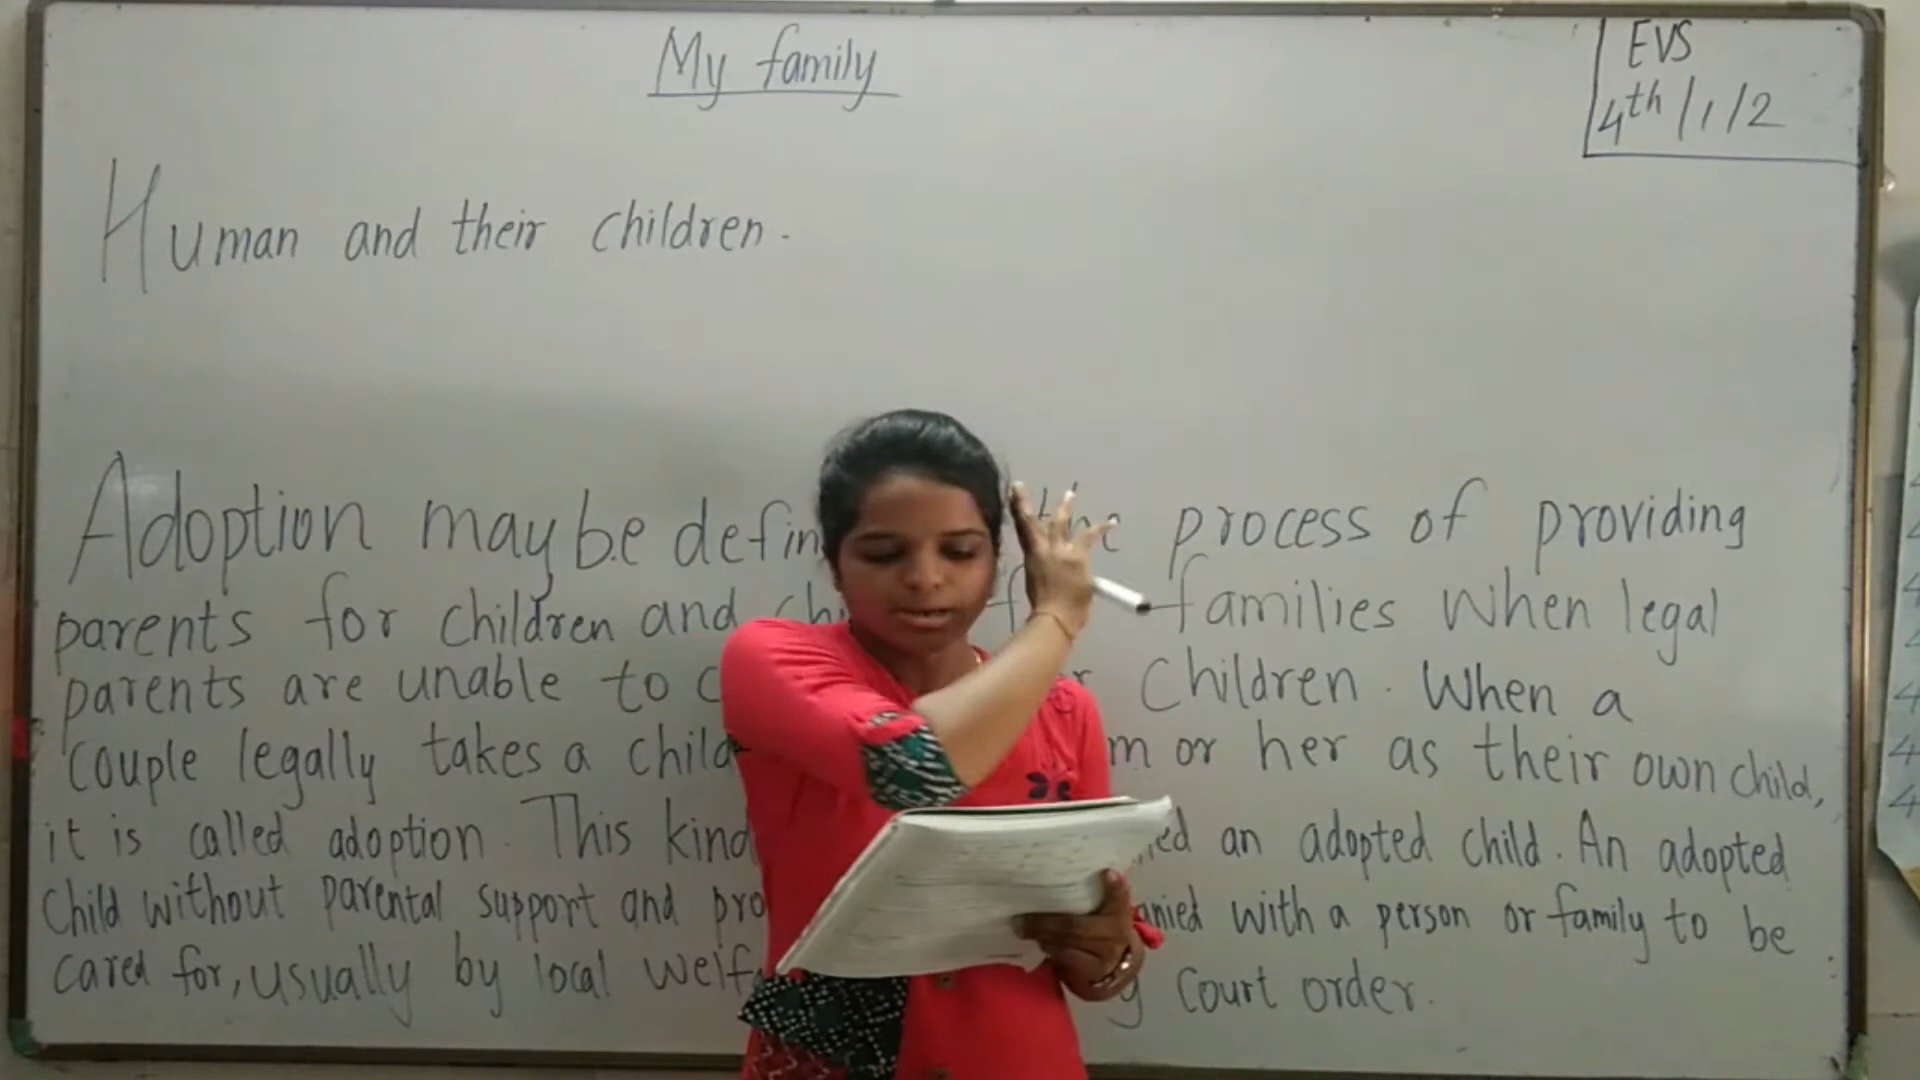 My family
EVS
4th/1/2
Human and their children.
Adoption may be the process of providing
parents for children and families when legal
parents are unable to children. When a
couple legally takes a child or her as their own child,
it is called adoption. This kind an adopted child. An adopted
child without parental support and with a person or family to be
cared for, usually by local court order.